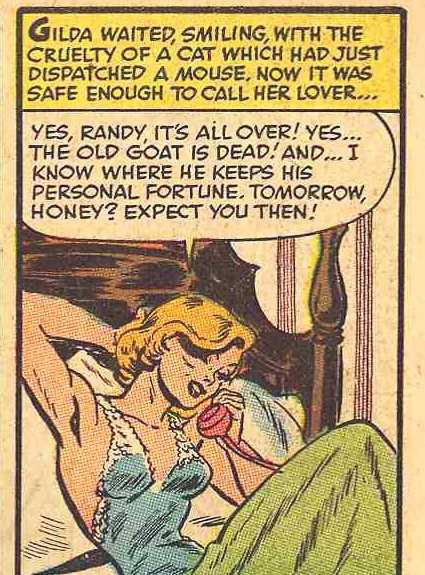 GILDA WAITED, SMILING, WITH THE
CRUELTY OF A CAT WHICH HAD JUST
DISPATCHED A MOUSE. NOW IT WAS
SAFE ENOUGH TO CALL HER LOVER...
YES, RANDY, IT'S ALL OVER! YES...
THE OLD GOAT IS DEAD! AND... I
KNOW WHERE HE KEEPS HIS
PERSONAL FORTUNE. TOMORROW,
HONEY? EXPECT YOU THEN!